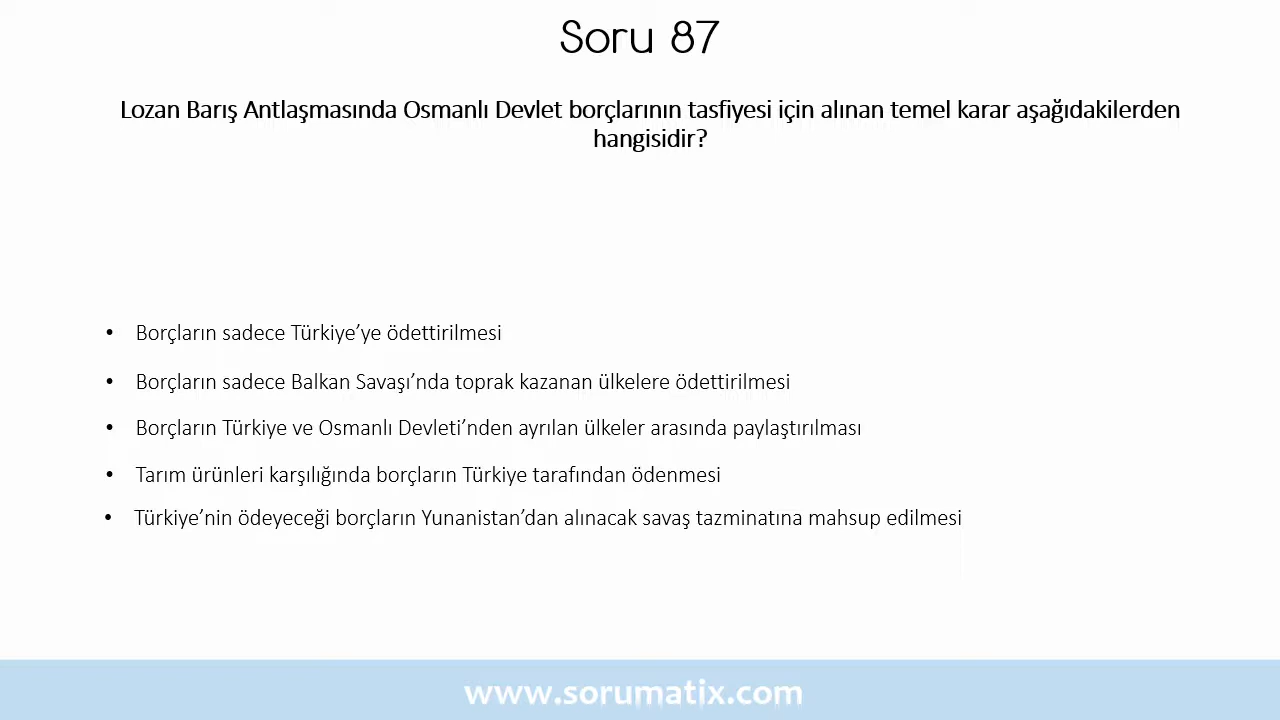 Soru 87
Lozan Barış Antlaşmasında Osmanlı Devlet borçlarının tasfiyesi için alınan temel karar aşağıdakilerden
hangisidir?
• Borçların sadece Türkiye’ye ödettirilmesi
• Borçların sadece Balkan Savaşı’nda toprak kazanan ülkelere ödettirilmesi
• Borçların Türkiye ve Osmanlı Devleti’nden ayrılan ülkeler arasında paylaştırılması
• Tarım ürünleri karşılığında borçların Türkiye tarafından ödenmesi
• Türkiye’nin ödeyeceği borçların Yunanistan’dan alınacak savaş tazminatına mahsup edilmesi
www.sorumatix.com